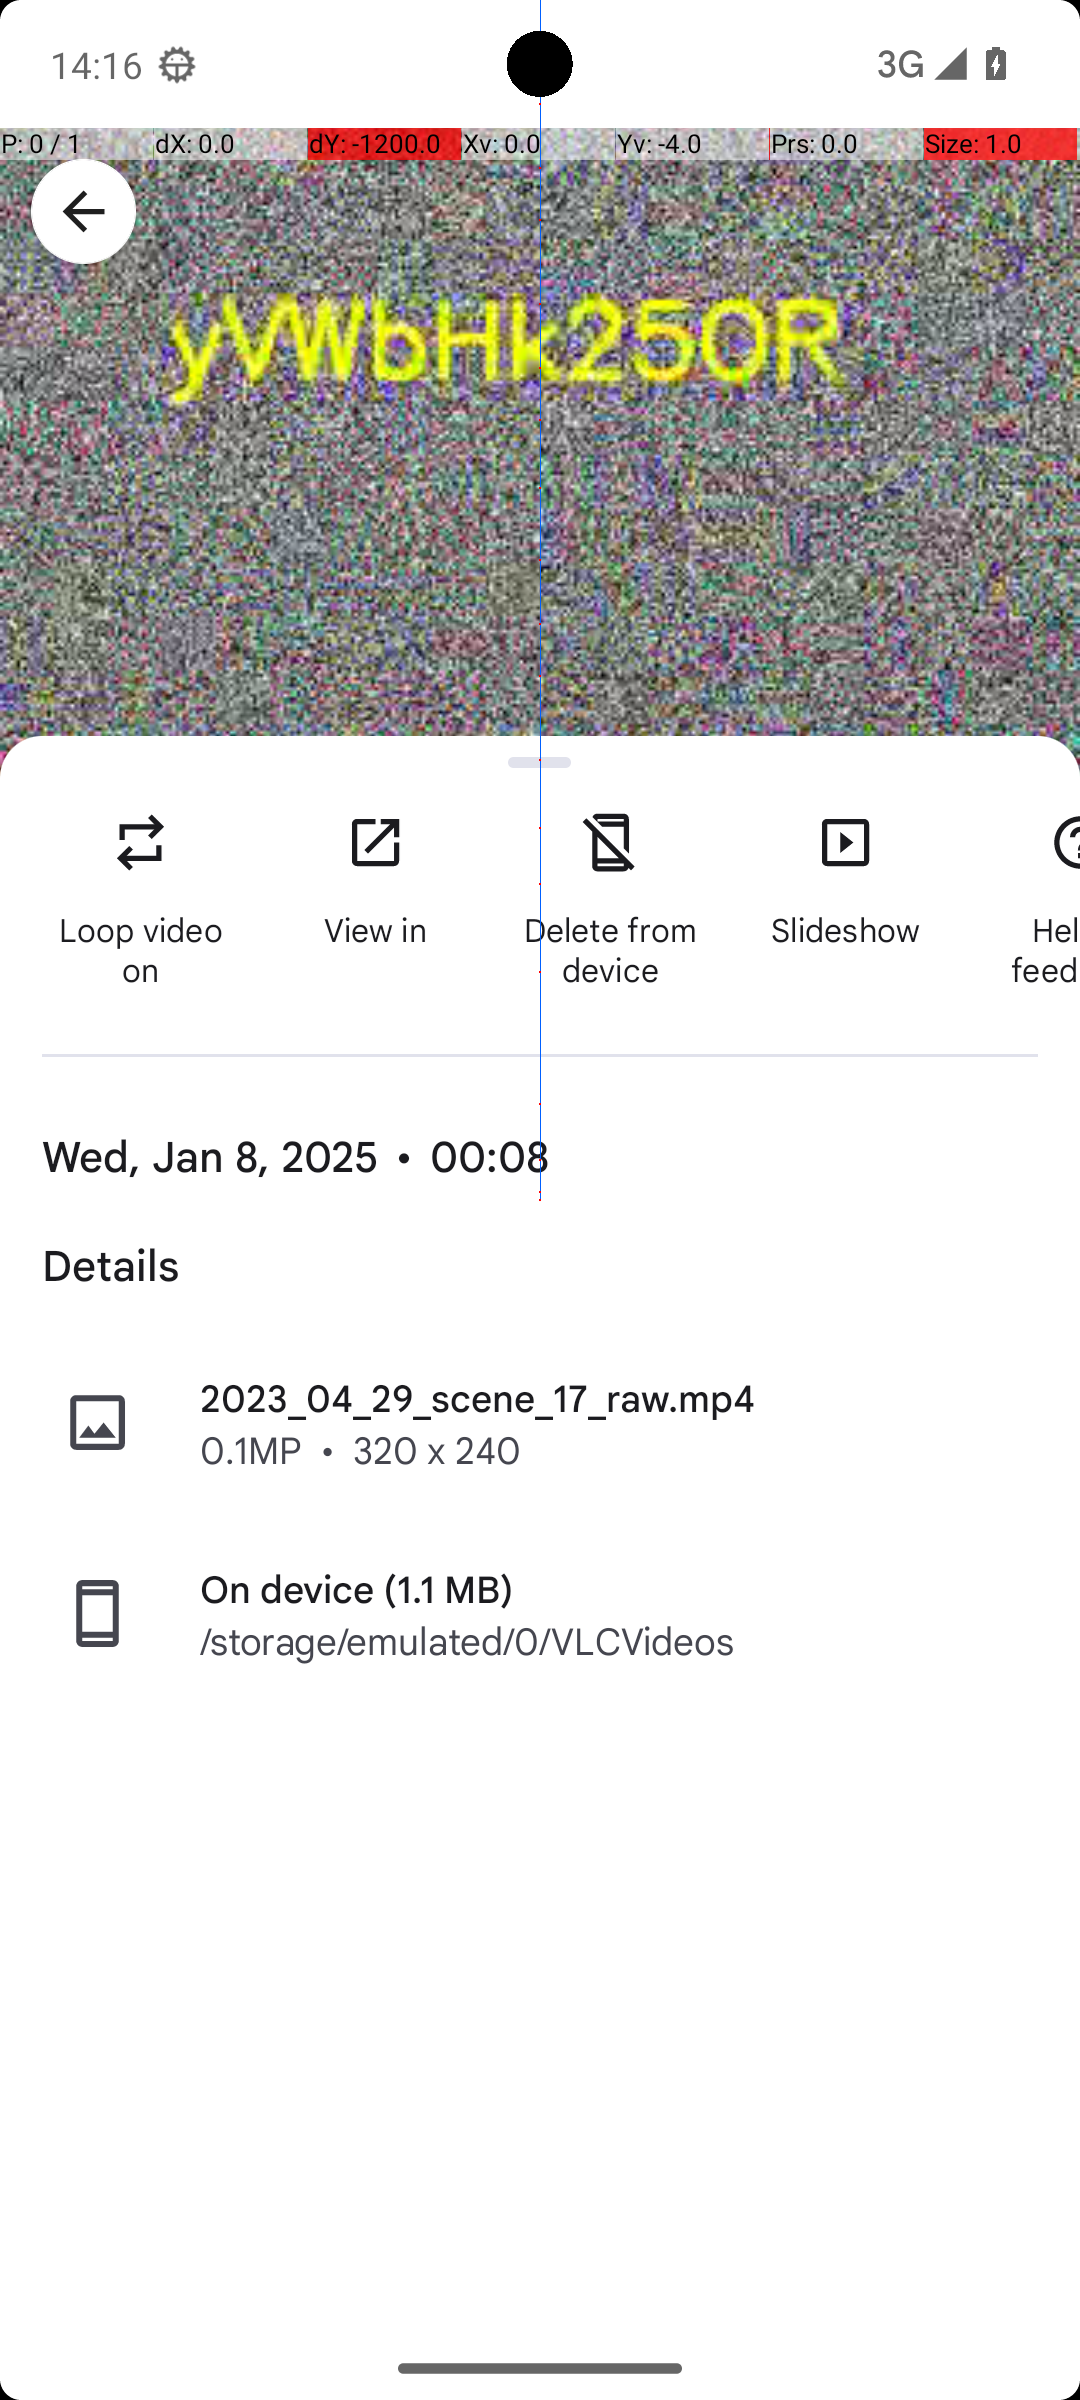 14:16
3G
P: 0 / 1 dX: 0.0 dY: -1200.0 Xv: 0.0 Yv: -4.0 Prs: 0.0 Size: 1.0
yVWbHk25OR
Loop video on
View in
Delete from device
Slideshow
Hel
feed
Wed, Jan 8, 2025 • 00:08
Details
2023_04_29_scene_17_raw.mp4
0.1MP • 320 x 240
On device (1.1 MB)
/storage/emulated/0/VLCVideos